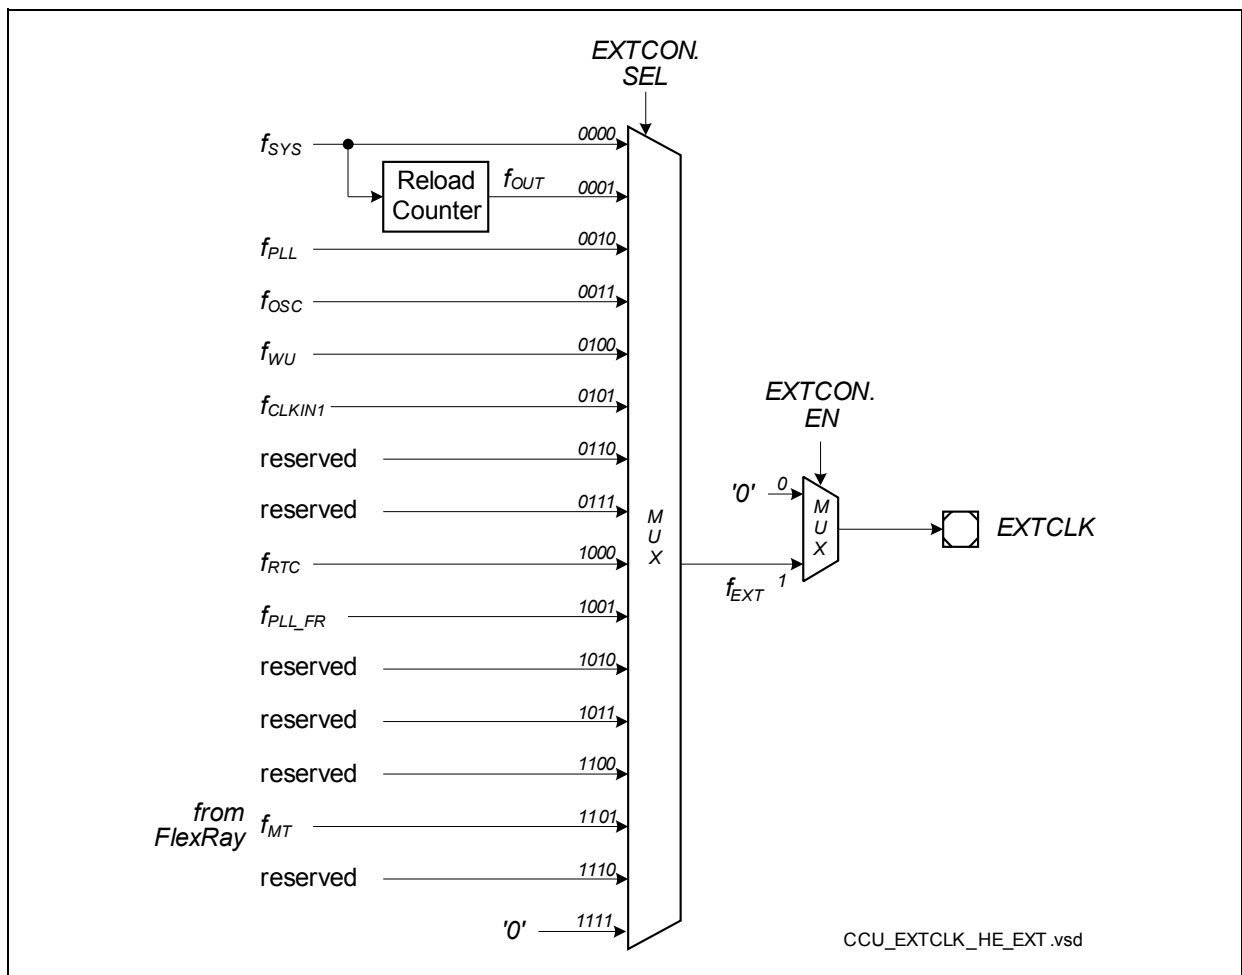 EXTCON.
SEL
fSYS 0000
Reload
Counter
fOUT 0001
fPLL 0010
fOSC 0011
fWU 0100
fCLKIN1 0101
reserved 0110
reserved 0111
fRTC 1000
fPLL_FR 1001
reserved 1010
reserved 1011
reserved 1100
from
FlexRay
fMT 1101
reserved 1110
'0' 1111
M
U
X
EXTCON.
EN
'0' 0
fEXT 1
M
U
X
EXTCLK
CCU_EXTCLK_HE_EXT.vsd